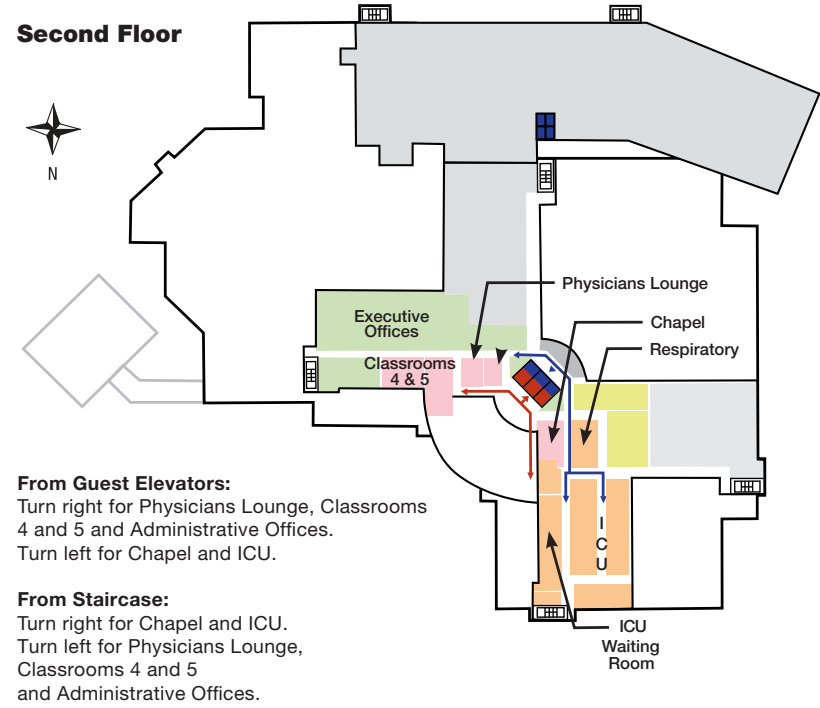 Second Floor
N
Physicians Lounge
Chapel
Respiratory
Executive
Offices
Classrooms
4 & 5
From Guest Elevators:
Turn right for Physicians Lounge, Classrooms
4 and 5 and Administrative Offices.
Turn left for Chapel and ICU.
From Staircase:
Turn right for Chapel and ICU.
Turn left for Physicians Lounge,
Classrooms 4 and 5
and Administrative Offices.
I
C
U
ICU
Waiting
Room